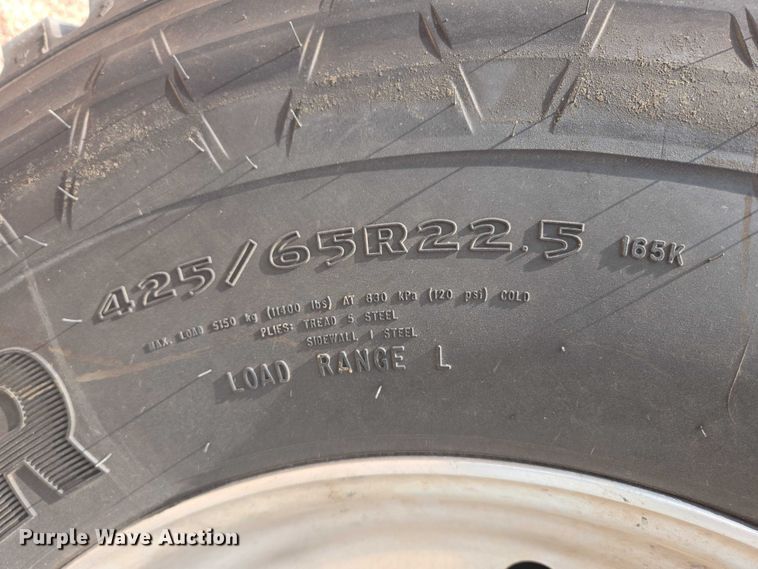 425/65R22.5 165K
MAX. LOAD 5150 kg (11400 lbs) AT 830 kPa (120 psi) COLD
PLIES: TREAD 5 STEEL
SIDEWALL 1 STEEL
LOAD RANGE L
R
Purple Wave Auction